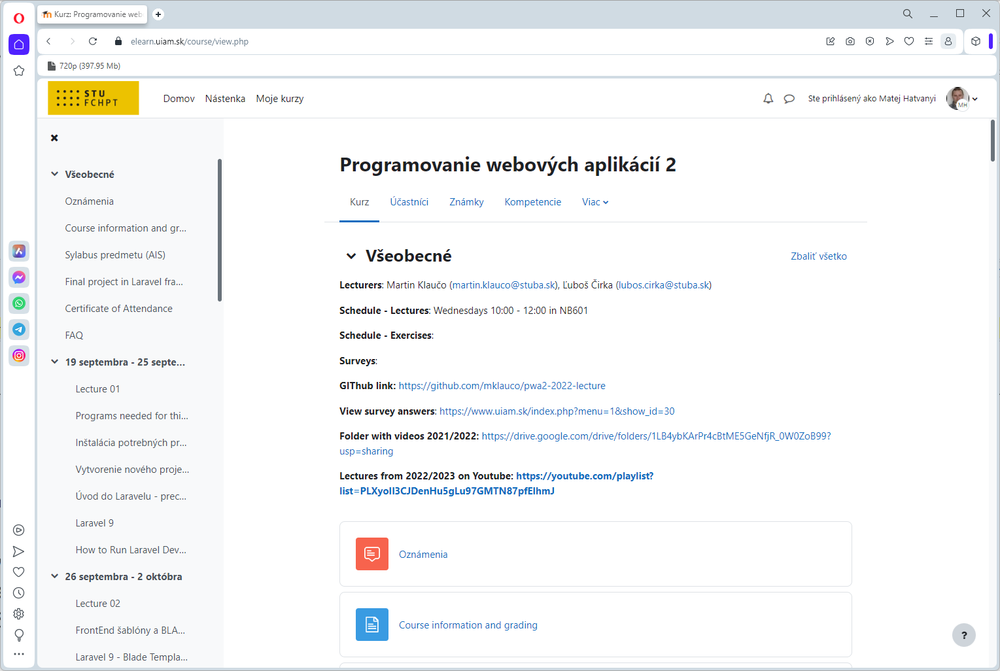 Kurz: Programovanie web
elearn.uiam.sk/course/view.php
720p (397.95 Mb)
STU
FCHPT
Domov
Nástenka
Moje kurzy
Ste prihlásený ako Matej Hatvanyi
MH
Všeobecné
Oznámenia
Course information and gr...
Sylabus predmetu (AIS)
Final project in Laravel fra...
Certificate of Attendance
FAQ
19 septembra - 25 septe...
Lecture 01
Programs needed for thi...
Inštalácia potrebných pr...
Vytvorenie nového proje...
Úvod do Laravelu - prec...
Laravel 9
How to Run Laravel Dev...
26 septembra - 2 októbra
Lecture 02
FrontEnd šablóny a BLA...
Laravel 9 - Blade Templa...
Programovanie webových aplikácií 2
Kurz
Účastníci
Známky
Kompetencie
Viac
Všeobecné
Zbaliť všetko
Lecturers: Martin Klaučo (martin.klauco@stuba.sk), Ľuboš Čirka (lubos.cirka@stuba.sk)
Schedule - Lectures: Wednesdays 10:00 - 12:00 in NB601
Schedule - Exercises:
Surveys:
GIThub link: https://github.com/mklauco/pwa2-2022-lecture
View survey answers: https://www.uiam.sk/index.php?menu=1&show_id=30
Folder with videos 2021/2022: https://drive.google.com/drive/folders/1LB4ybKArPr4cBtME5GeNfjR_0W0ZoB99?
usp=sharing
Lectures from 2022/2023 on Youtube: https://youtube.com/playlist?
list=PLXyoII3CJDenHu5gLu97GMTN87pfElhmJ
Oznámenia
Course information and grading
?